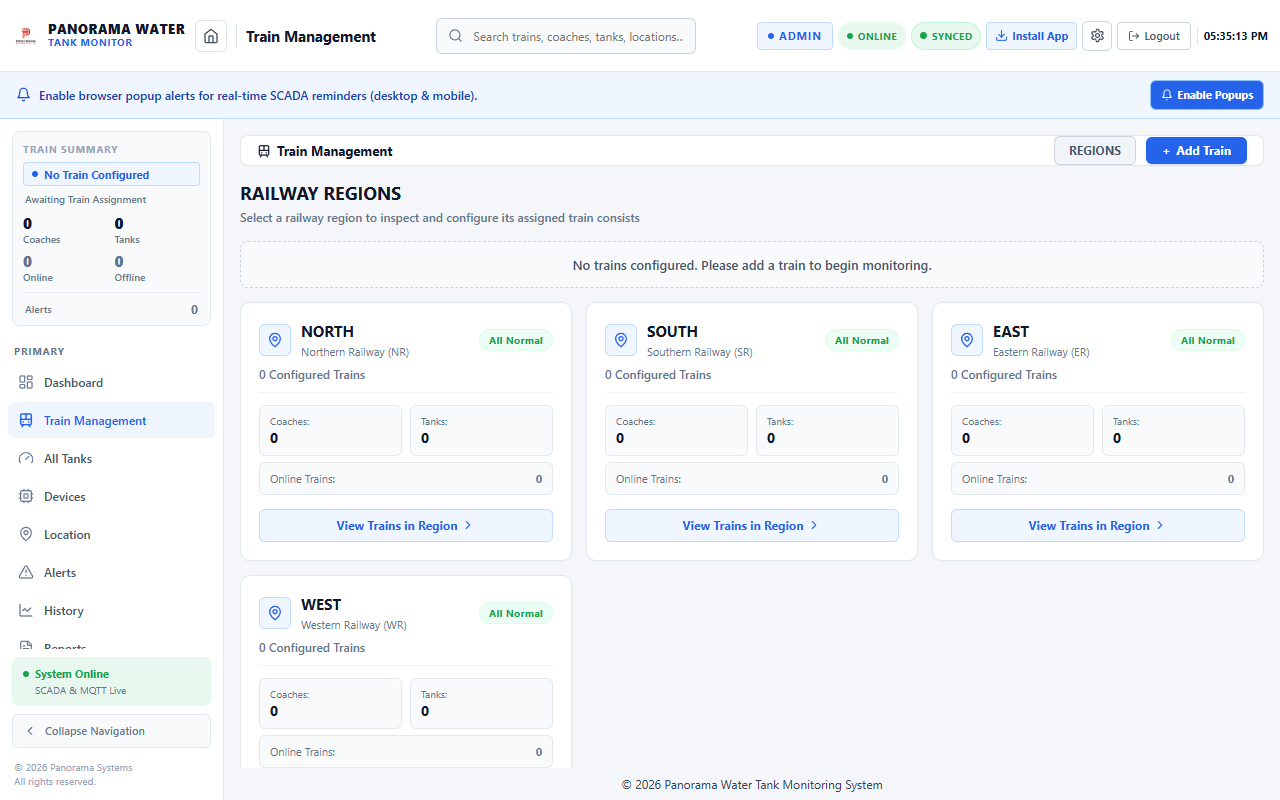 PANORAMA WATER
TANK MONITOR
Train Management
Search trains, coaches, tanks, locations..
ADMIN
ONLINE
SYNCED
Install App
Logout
05:35:13 PM
Enable browser popup alerts for real-time SCADA reminders (desktop & mobile).
Enable Popups
TRAIN SUMMARY
No Train Configured
Awaiting Train Assignment
0 0
Coaches Tanks
0 0
Online Offline
Alerts 0
PRIMARY
Dashboard
Train Management
All Tanks
Devices
Location
Alerts
History
Reports
System Online
SCADA & MQTT Live
Collapse Navigation
© 2026 Panorama Systems
All rights reserved.
Train Management
REGIONS
+ Add Train
RAILWAY REGIONS
Select a railway region to inspect and configure its assigned train consists
No trains configured. Please add a train to begin monitoring.
NORTH
Northern Railway (NR)
All Normal
0 Configured Trains
Coaches: Tanks:
0 0
Online Trains: 0
View Trains in Region
SOUTH
Southern Railway (SR)
All Normal
0 Configured Trains
Coaches: Tanks:
0 0
Online Trains: 0
View Trains in Region
EAST
Eastern Railway (ER)
All Normal
0 Configured Trains
Coaches: Tanks:
0 0
Online Trains: 0
View Trains in Region
WEST
Western Railway (WR)
All Normal
0 Configured Trains
Coaches: Tanks:
0 0
Online Trains: 0
© 2026 Panorama Water Tank Monitoring System